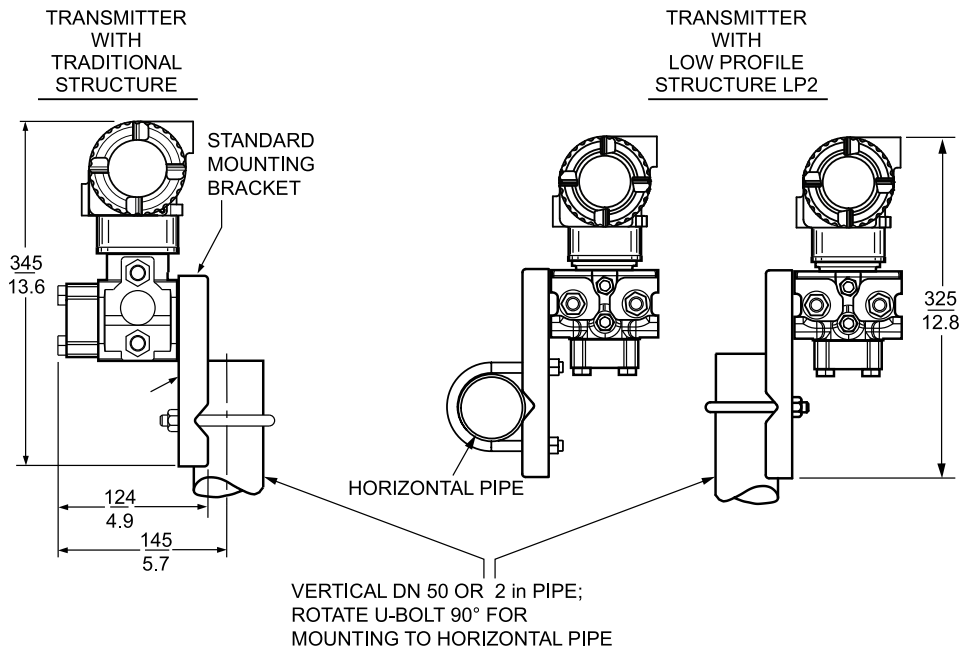 TRANSMITTER
WITH
TRADITIONAL
STRUCTURE
TRANSMITTER
WITH
LOW PROFILE
STRUCTURE LP2
STANDARD
MOUNTING
BRACKET
345
13.6
325
12.8
HORIZONTAL PIPE
124
4.9
145
5.7
VERTICAL DN 50 OR 2 in PIPE;
ROTATE U-BOLT 90° FOR
MOUNTING TO HORIZONTAL PIPE